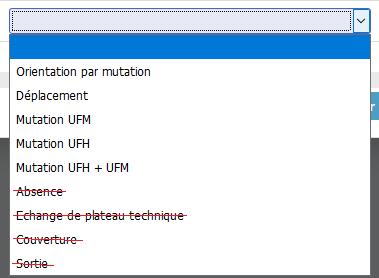 Orientation par mutation
Déplacement
Mutation UFM
Mutation UFH
Mutation UFH + UFM
Absence
Echange de plateau technique
Couverture
Sortie
r